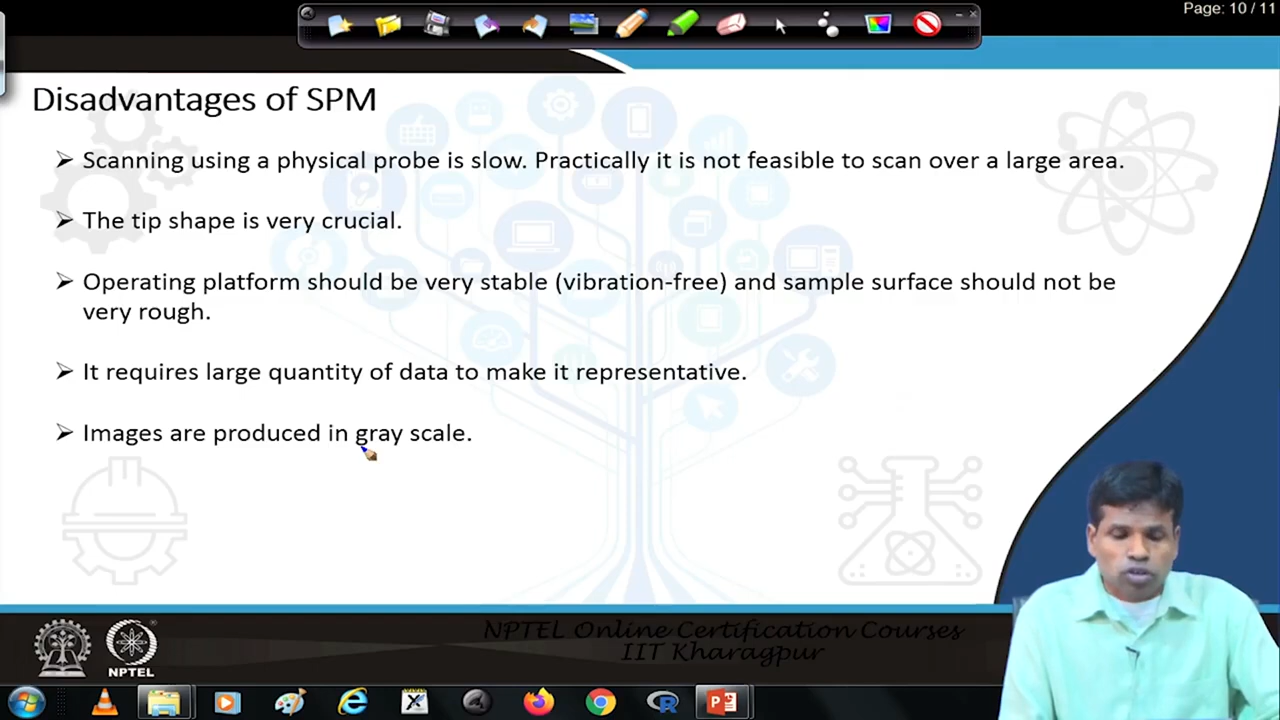 Page: 10 / 11
Disadvantages of SPM
➤ Scanning using a physical probe is slow. Practically it is not feasible to scan over a large area.
➤ The tip shape is very crucial.
➤ Operating platform should be very stable (vibration-free) and sample surface should not be
very rough.
➤ It requires large quantity of data to make it representative.
➤ Images are produced in gray scale.
NPTEL Online Certification Courses
IIT Kharagpur
NPTEL